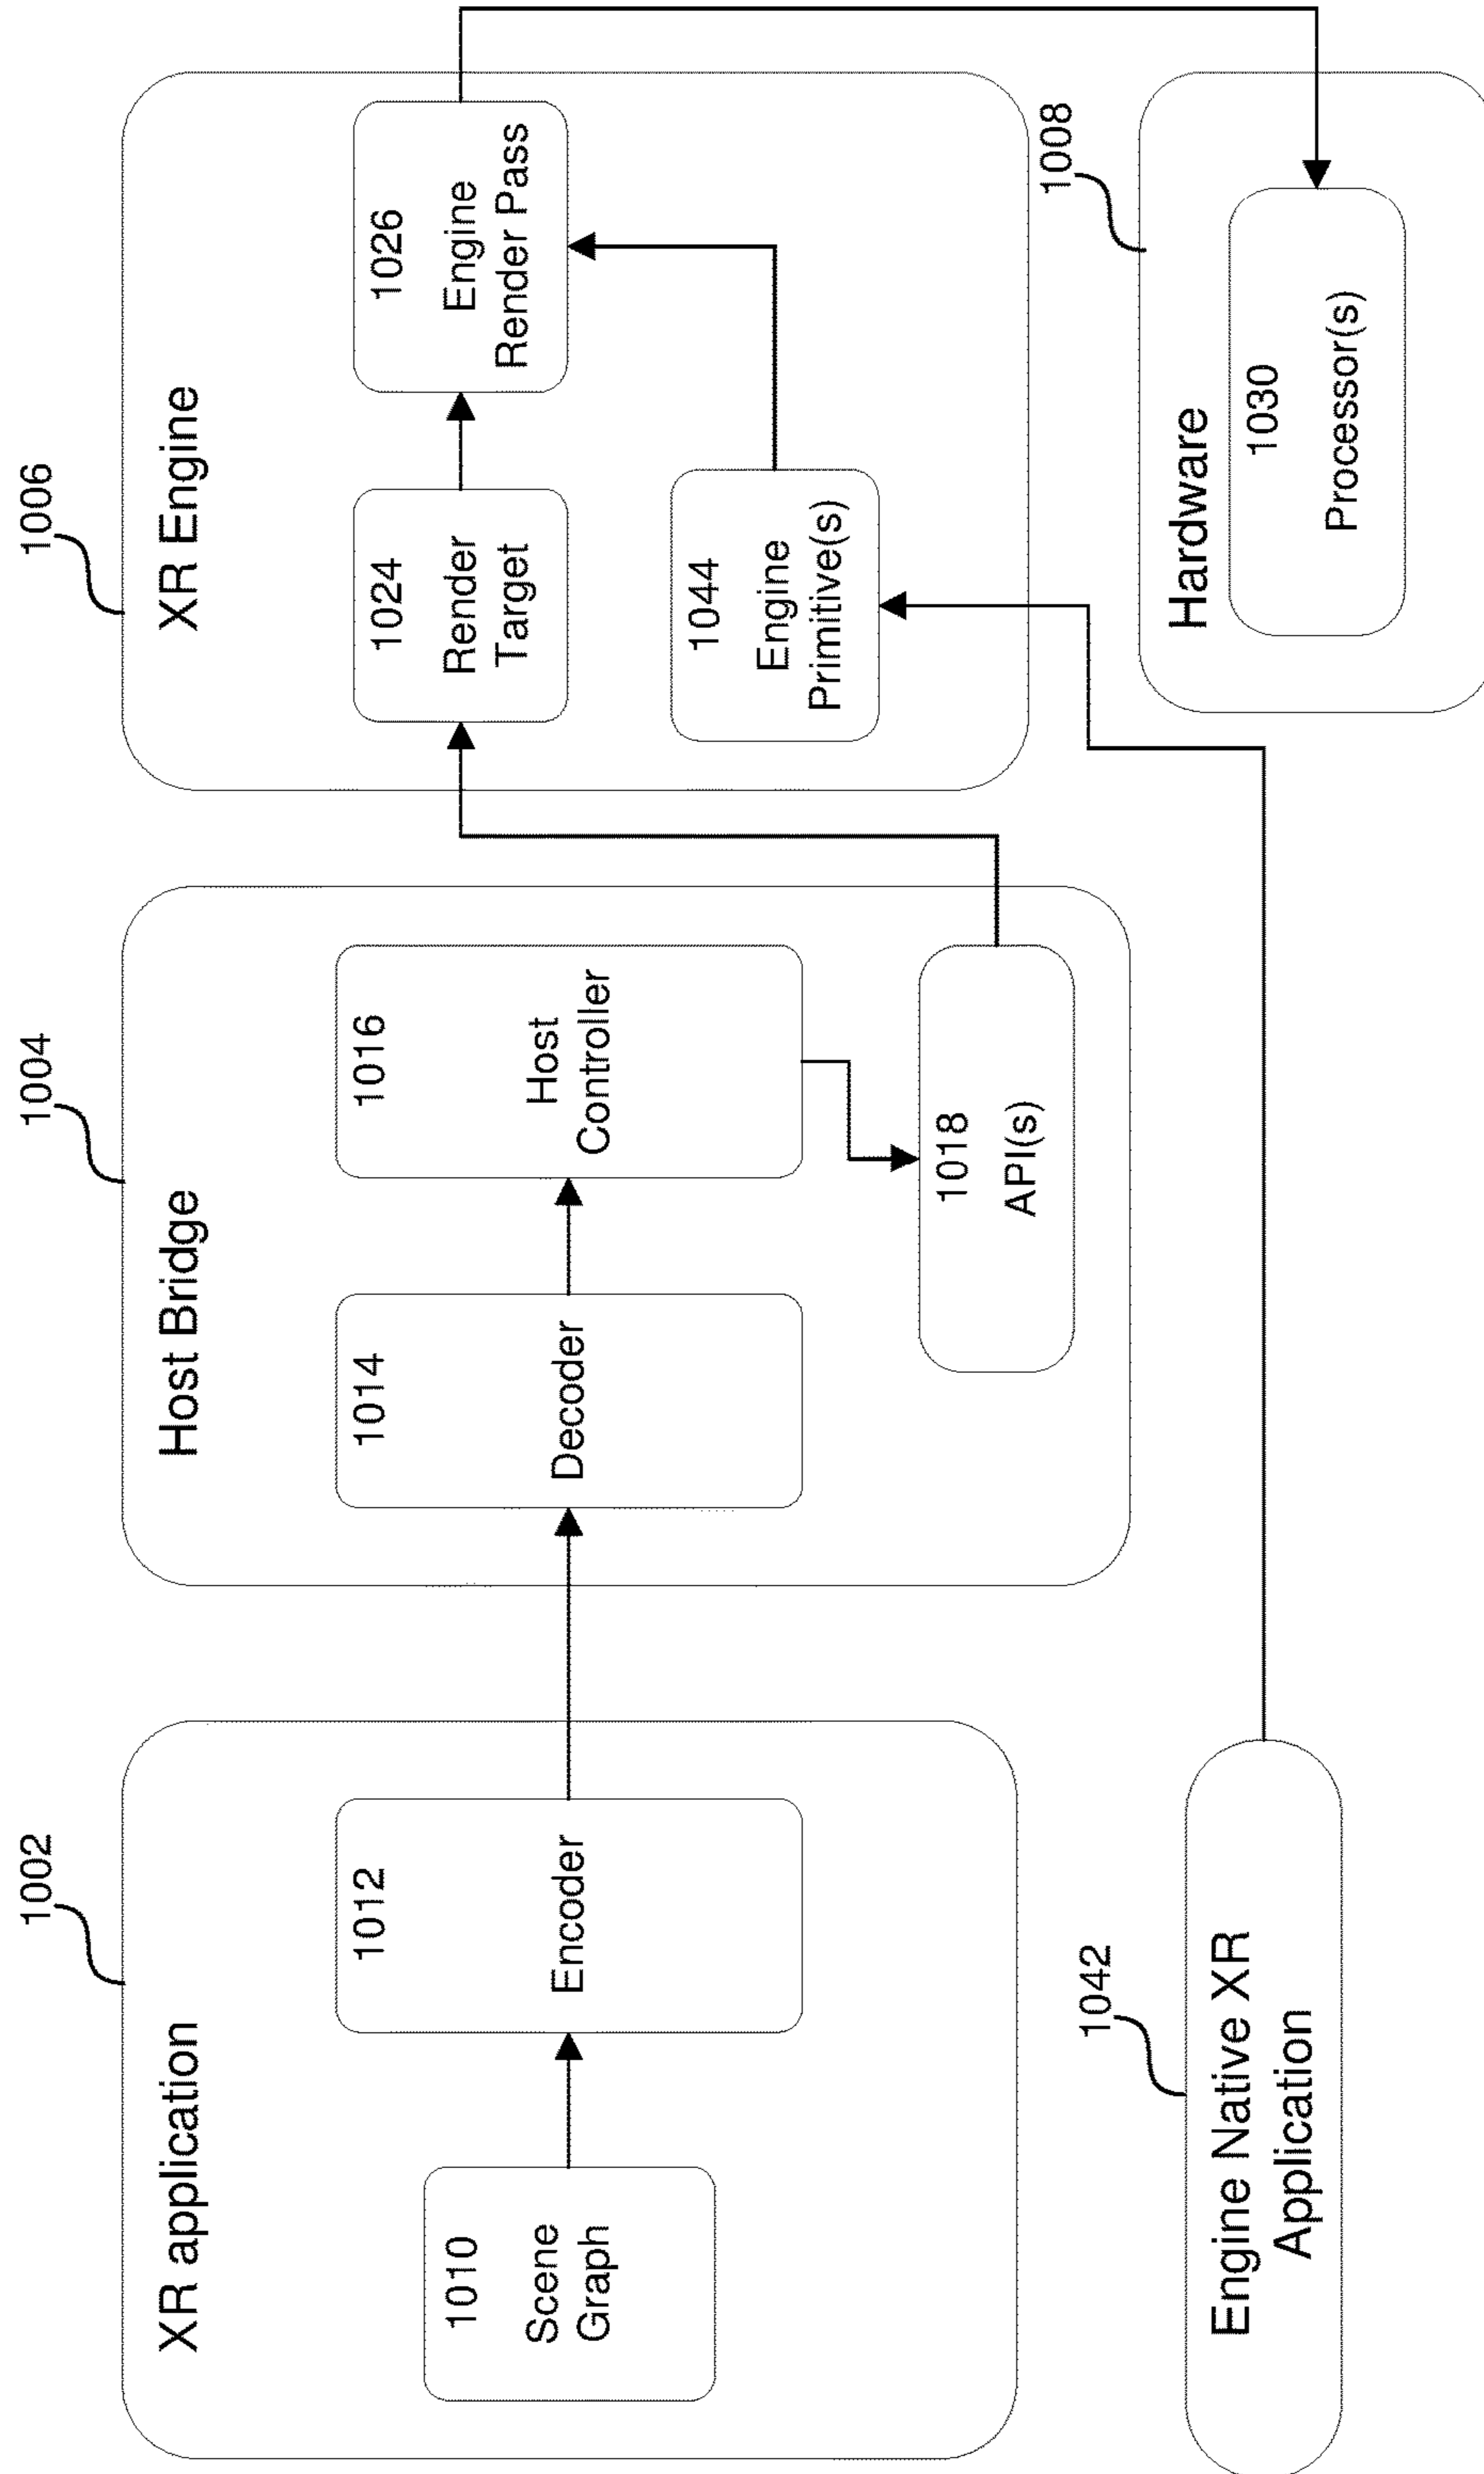 1002
XR application
1010
Scene
Graph
1012
Encoder
1004
Host Bridge
1014
Decoder
1016
Host
Controller
1018
API(s)
1006
XR Engine
1024
Render
Target
1026
Engine
Render Pass
1044
Engine
Primitive(s)
1042
Engine Native XR
Application
1008
Hardware
1030
Processor(s)